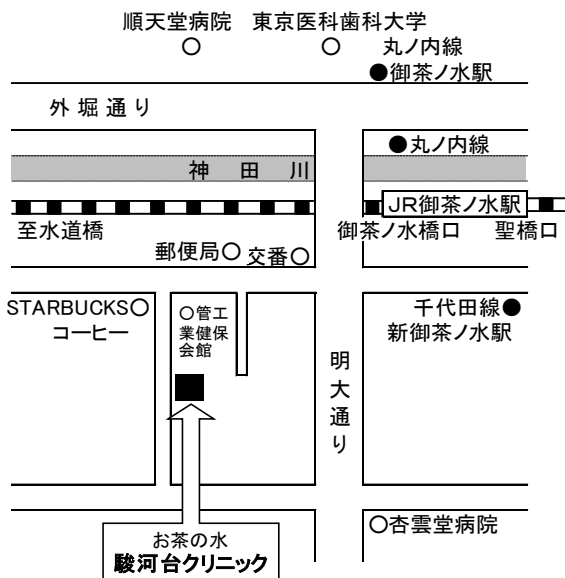 順天堂病院 東京医科歯科大学
丸ノ内線
御茶ノ水駅
外堀通り
丸ノ内線
神田川
JR御茶ノ水駅
至水道橋
御茶ノ水橋口 聖橋口
郵便局 交番
STARBUCKS
コーヒー
管工
業健保
会館
千代田線
新御茶ノ水駅
明大通り
杏雲堂病院
お茶の水
駿河台クリニック